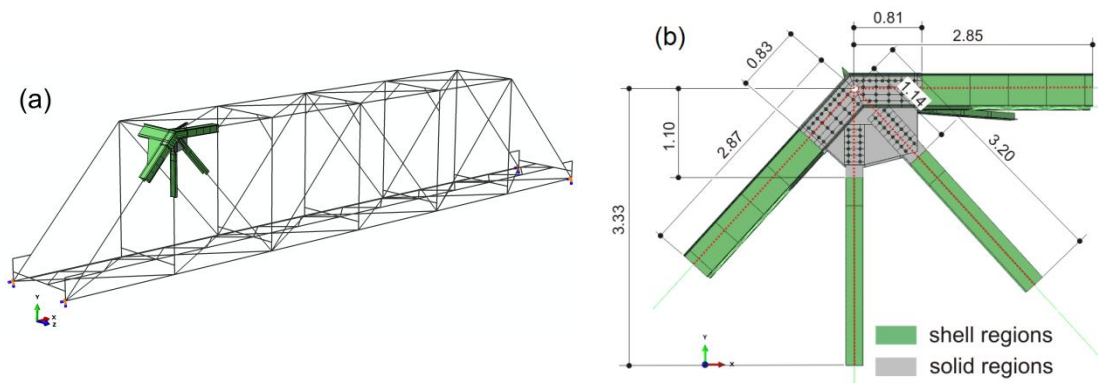 (a)
Y
X
Z
(b)
0.81
2.85
0.83
1.14
1.10
2.87
3.20
3.33
Y
X
shell regions
solid regions